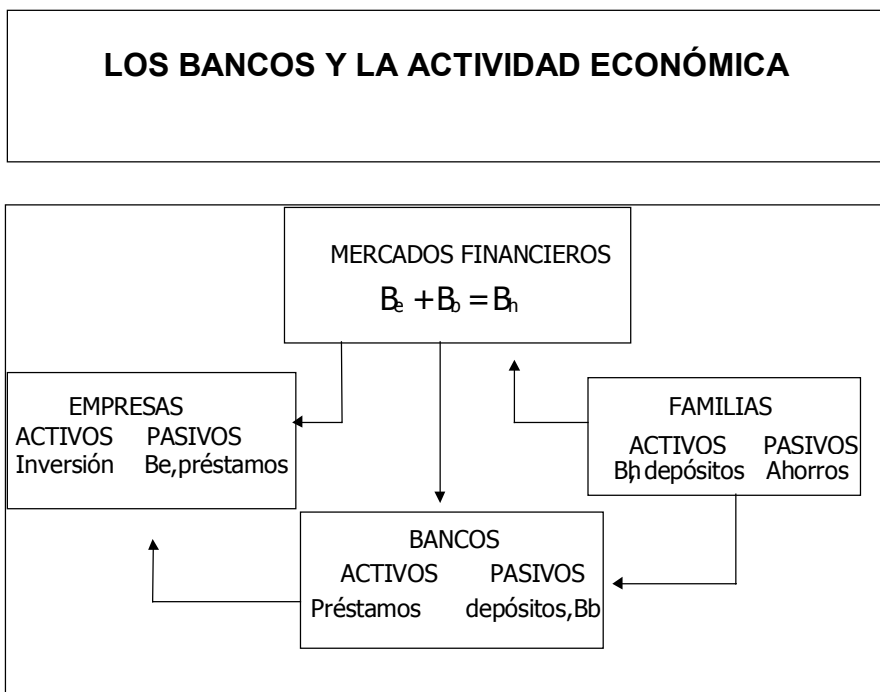 LOS BANCOS Y LA ACTIVIDAD ECONÓMICA
MERCADOS FINANCIEROS
Be + Bb = Bh
EMPRESAS
ACTIVOS PASIVOS
Inversión Be,préstamos
FAMILIAS
ACTIVOS PASIVOS
Bh, depósitos Ahorros
BANCOS
ACTIVOS PASIVOS
Préstamos depósitos,Bb